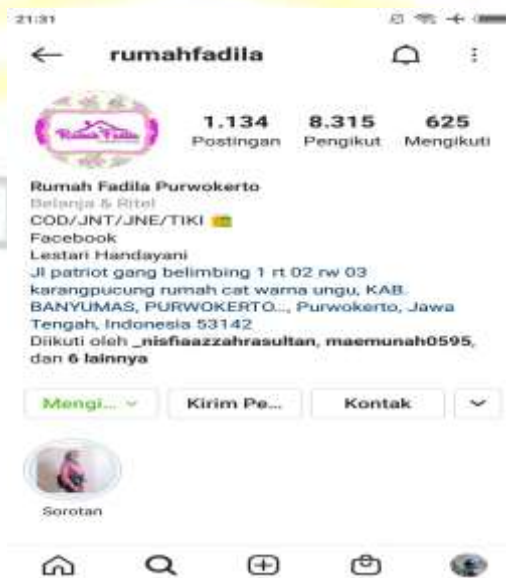 21:31
rumahfadila
Rumah Fadila
1.134 8.315 625
Postingan Pengikut Mengikuti
Rumah Fadila Purwokerto
Belanja & Ritel
COD/JNT/JNE/TIKI
Facebook
Lestari Handayani
Jl patriot gang belimbing 1 rt 02 rw 03
karangpucung rumah cat warna ungu, KAB.
BANYUMAS, PURWOKERTO..., Purwokerto, Jawa
Tengah, Indonesia 53142
Diikuti oleh _nisfiaazzahrasultan, maemunah0595,
dan 6 lainnya
Mengi... Kirim Pe... Kontak
Sorotan